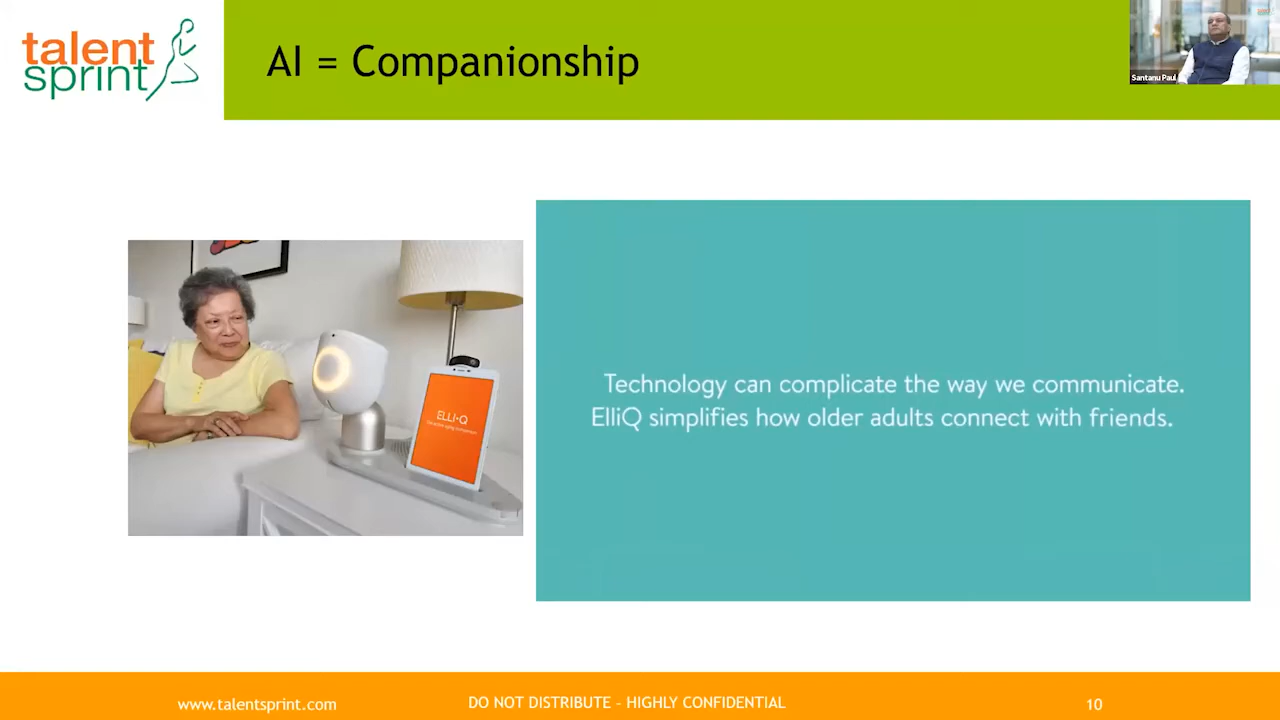 talent
sprint
AI = Companionship
Santanu Paul
ELLI•Q
Technology can complicate the way we communicate.
ElliQ simplifies how older adults connect with friends.
www.talentsprint.com
DO NOT DISTRIBUTE - HIGHLY CONFIDENTIAL
10